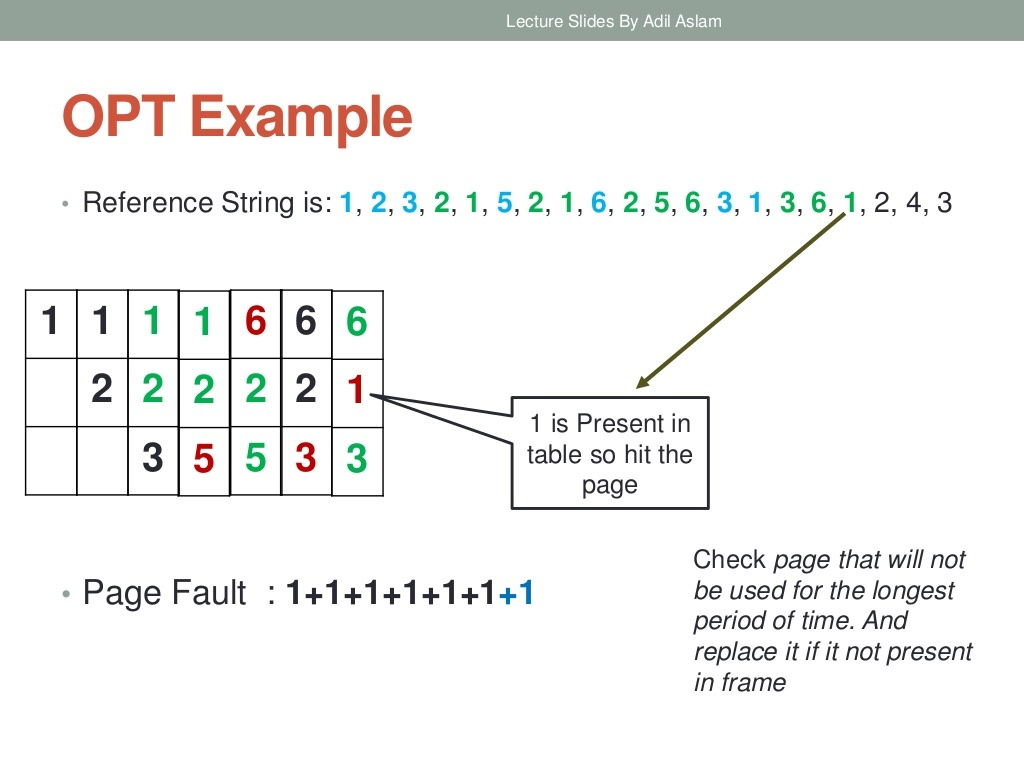 Lecture Slides By Adil Aslam
OPT Example
• Reference String is: 1, 2, 3, 2, 1, 5, 2, 1, 6, 2, 5, 6, 3, 1, 3, 6, 1, 2, 4, 3
1 1 1 1 6 6 6
2 2 2 2 2 1
3 5 5 3 3
1 is Present in
table so hit the
page
• Page Fault : 1+1+1+1+1+1+1
Check page that will not
be used for the longest
period of time. And
replace it if it not present
in frame